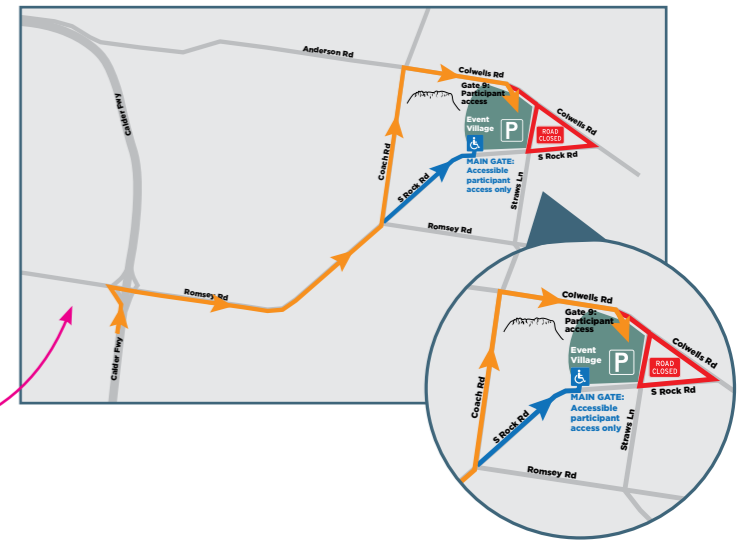 Anderson Rd
Calder Fwy
Colwells Rd
Gate 9:
Participant
access
Colwells Rd
Event
Village
P
ROAD
CLOSED
S Rock Rd
MAIN GATE:
Accessible
participant
access only
Coach Rd
S Rock Rd
Straws Ln
Romsey Rd
Romsey Rd
Calder Fwy
Colwells Rd
Gate 9:
Participant
access
Colwells Rd
Event
Village
P
ROAD
CLOSED
S Rock Rd
MAIN GATE:
Accessible
participant
access only
Coach Rd
S Rock Rd
Straws Ln
Romsey Rd